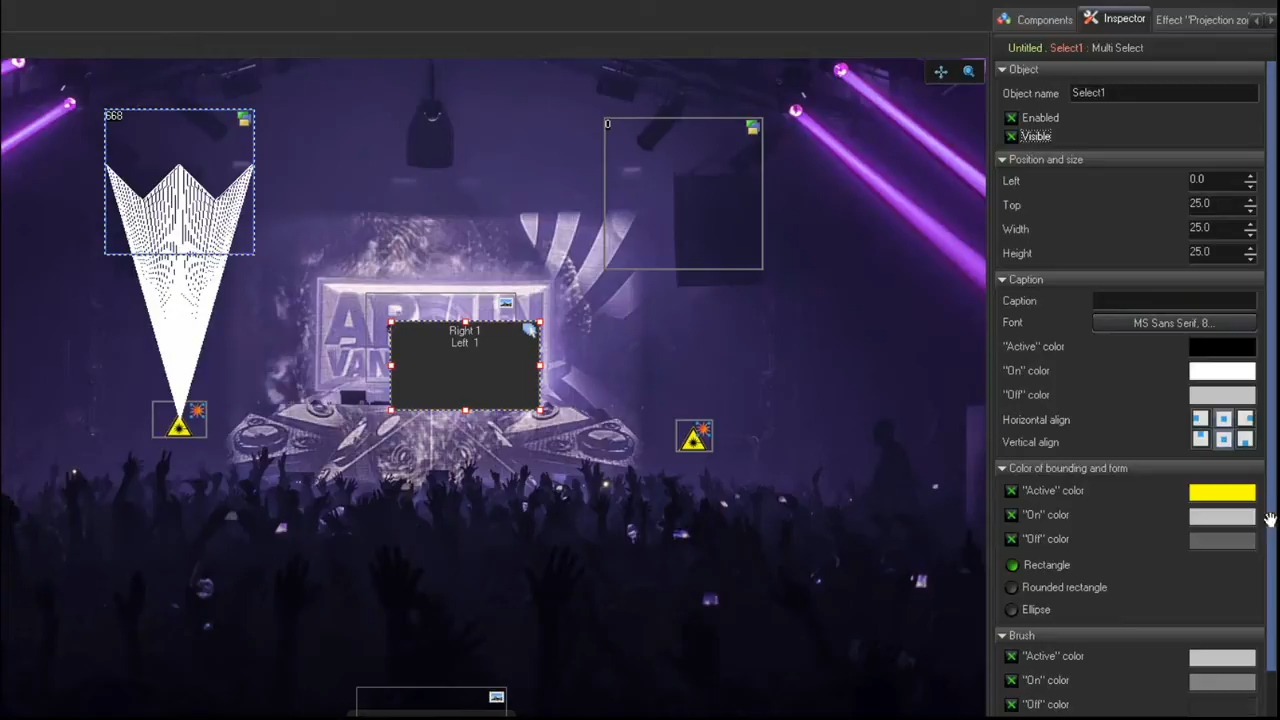 Components
Inspector
Effect "Projection zo
Untitled . Select1 : Multi Select
Object
Object name
Select1
Enabled
Visible
Position and size
Left
0.0
Top
25.0
Width
25.0
Height
25.0
Caption
Caption
Font
MS Sans Serif, 8...
"Active" color
"On" color
"Off" color
Horizontal align
Vertical align
Color of bounding and form
"Active" color
"On" color
"Off" color
Rectangle
Rounded rectangle
Ellipse
Brush
"Active" color
"On" color
"Off" color
668
0
Right 1
Left 1